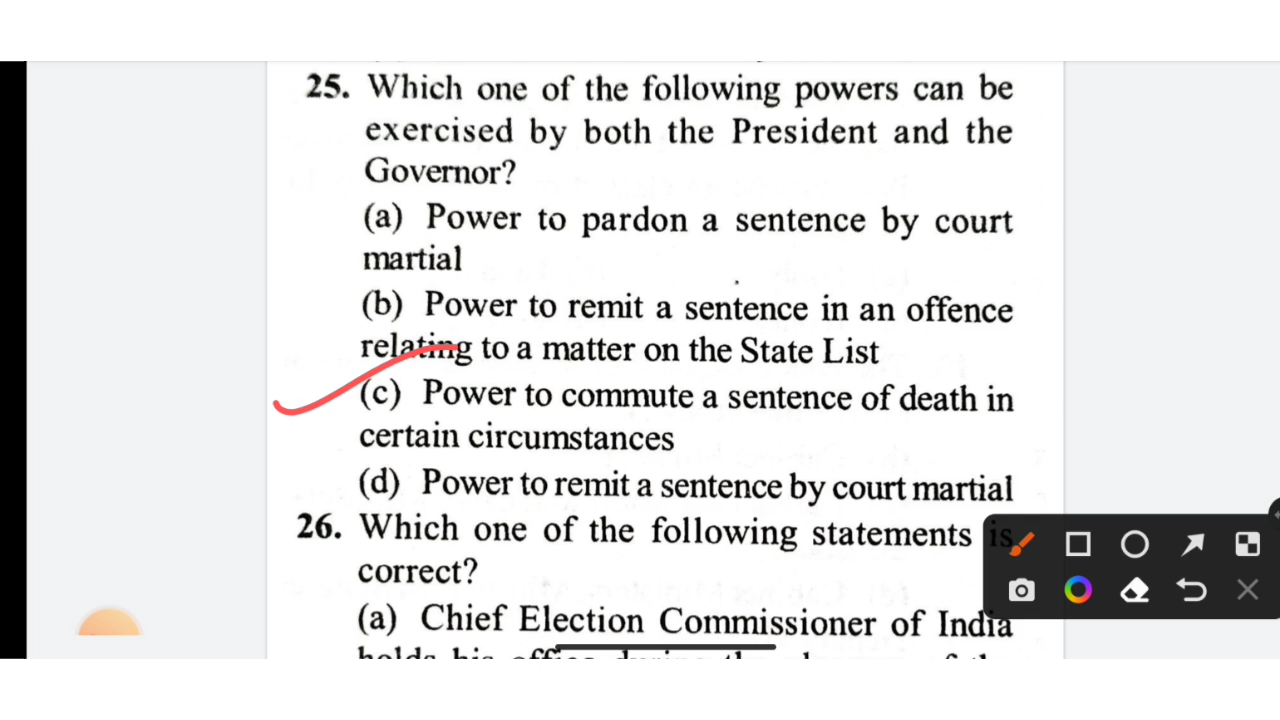 25. Which one of the following powers can be
exercised by both the President and the
Governor?
(a) Power to pardon a sentence by court
martial
(b) Power to remit a sentence in an offence
relating to a matter on the State List
(c) Power to commute a sentence of death in
certain circumstances
(d) Power to remit a sentence by court martial
26. Which one of the following statements is
correct?
(a) Chief Election Commissioner of India
holds his